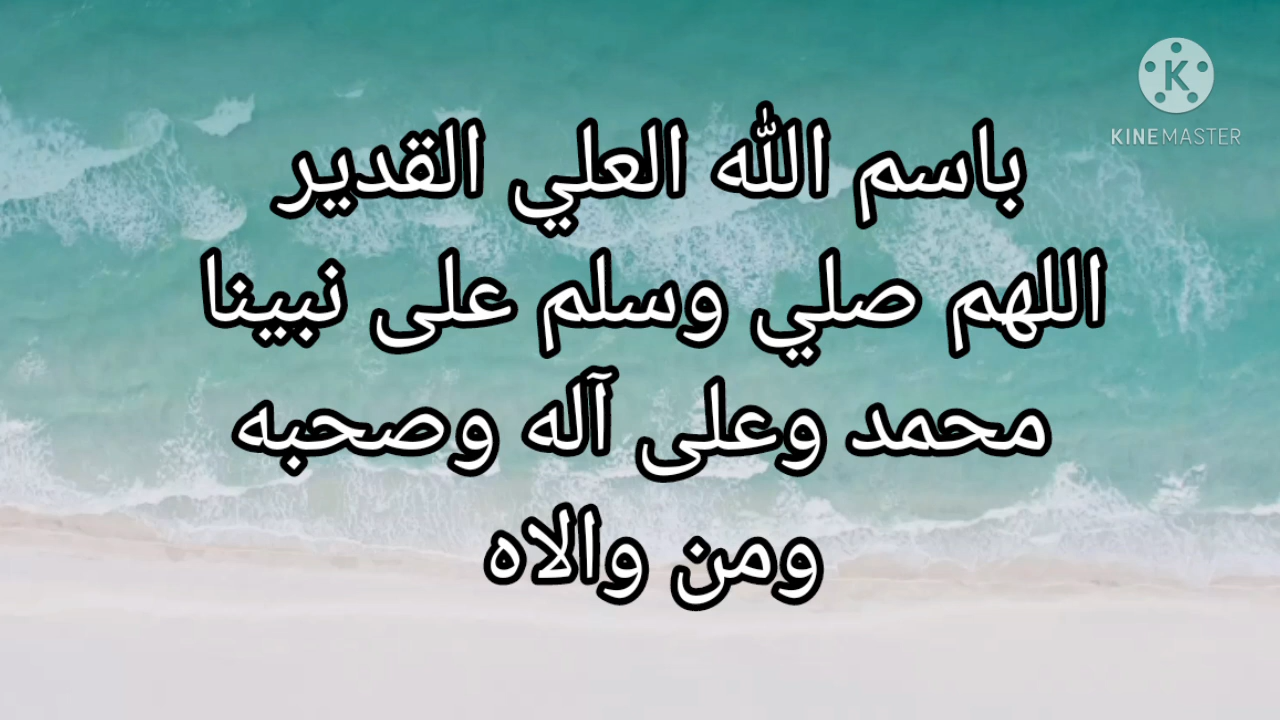 KINEMASTER
باسم الله العلي القدير
اللهم صلي وسلم على نبينا
محمد وعلى آله وصحبه
ومن والاه